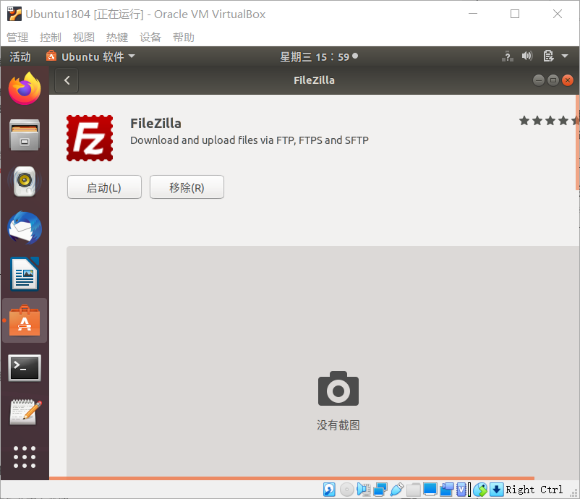 Ubuntu1804 [正在运行] - Oracle VM VirtualBox
管理 控制 视图 热键 设备 帮助
活动 Ubuntu 软件 星期三 15：59
FileZilla
FileZilla
Download and upload files via FTP, FTPS and SFTP
启动(L) 移除(R)
没有截图
Right Ctrl